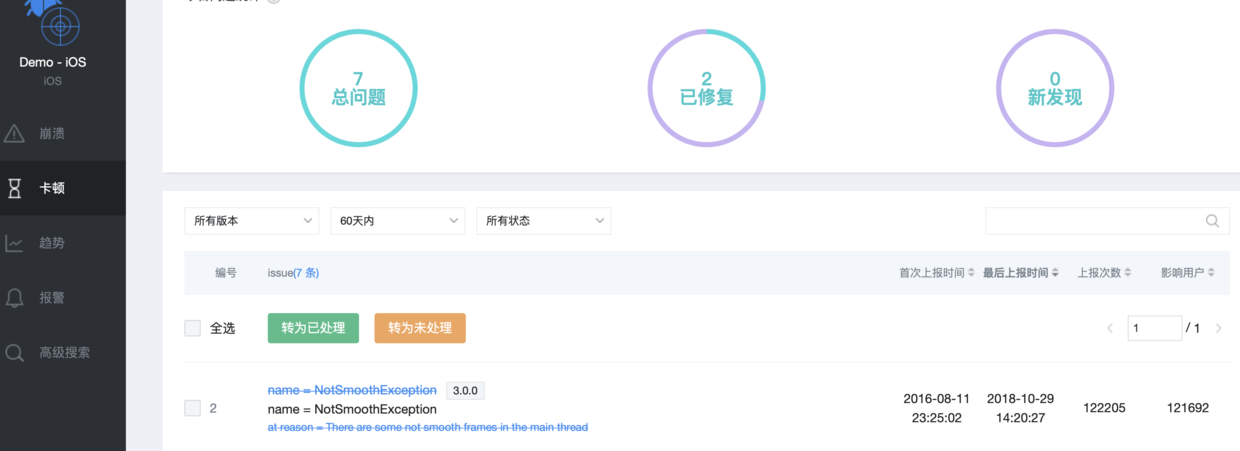 Demo - iOS
iOS
崩溃
卡顿
趋势
报警
高级搜索
7
总问题
2
已修复
0
新发现
所有版本
60天内
所有状态
编号
issue(7 条)
首次上报时间
最后上报时间
上报次数
影响用户
全选
转为已处理
转为未处理
1
/ 1
2
name = NotSmoothException
3.0.0
name = NotSmoothException
at reason = There are some not smooth frames in the main thread
2016-08-11
23:25:02
2018-10-29
14:20:27
122205
121692